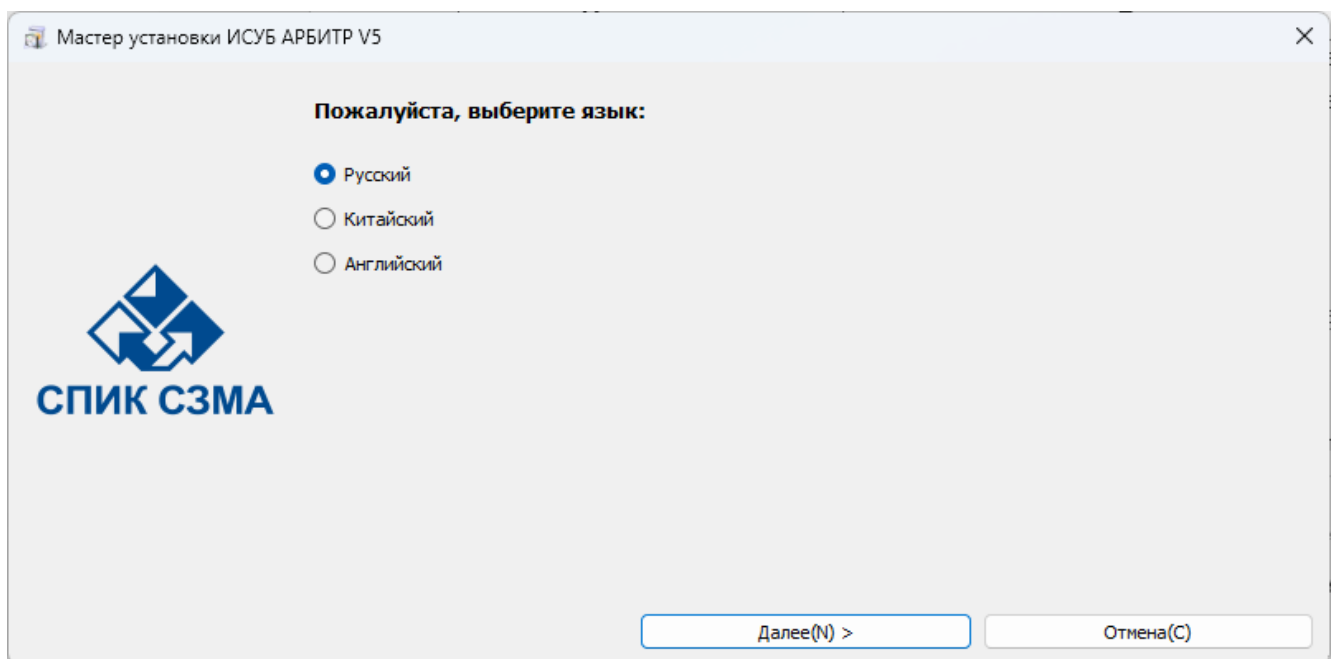 Мастер установки ИСУБ АРБИТР V5
Пожалуйста, выберите язык:
Русский
Китайский
Английский
СПИК СЗМА
Далее(N) >
Отмена(C)